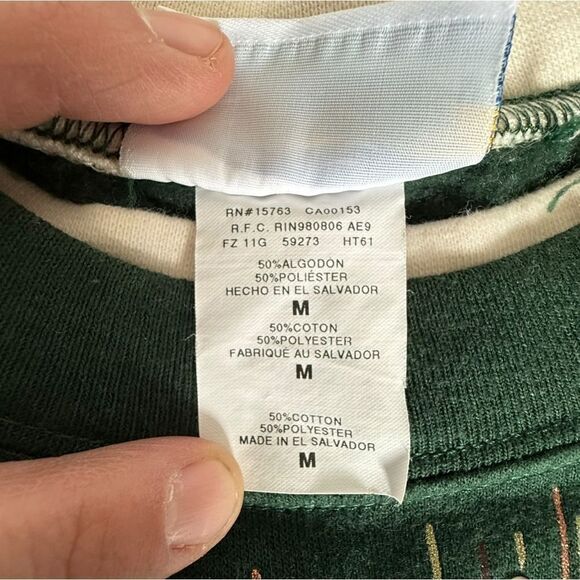 RN#15763 CA00153
R.F.C. RIN980806 AE9
FZ 11G 59273 HT61
50%ALGODON
50%POLIÉSTER
HECHO EN EL SALVADOR
M
50%COTON
50%POLYESTER
FABRIQUÉ AU SALVADOR
M
50%COTTON
50%POLYESTER
MADE IN EL SALVADOR
M